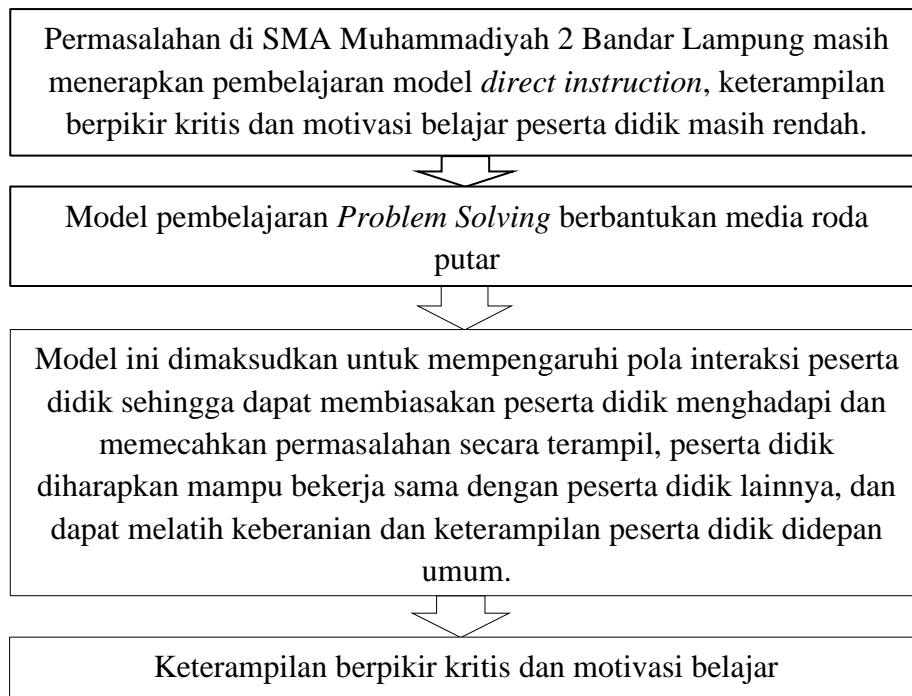 Permasalahan di SMA Muhammadiyah 2 Bandar Lampung masih
menerapkan pembelajaran model direct instruction, keterampilan
berpikir kritis dan motivasi belajar peserta didik masih rendah.
Model pembelajaran Problem Solving berbantukan media roda
putar
Model ini dimaksudkan untuk mempengaruhi pola interaksi peserta
didik sehingga dapat membiasakan peserta didik menghadapi dan
memecahkan permasalahan secara terampil, peserta didik
diharapkan mampu bekerja sama dengan peserta didik lainnya, dan
dapat melatih keberanian dan keterampilan peserta didik didepan
umum.
Keterampilan berpikir kritis dan motivasi belajar